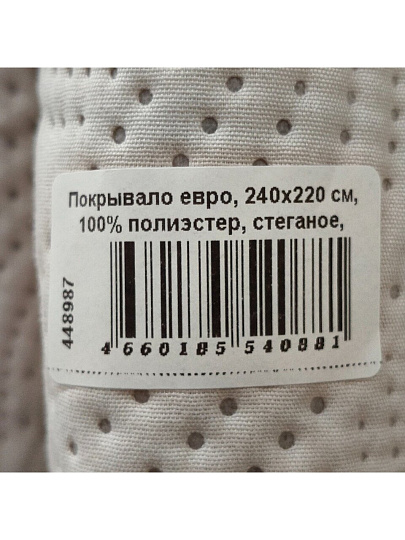 Покрывало евро, 240х220 см,
100% полиэстер, стеганое,
448987
4 660185 540881